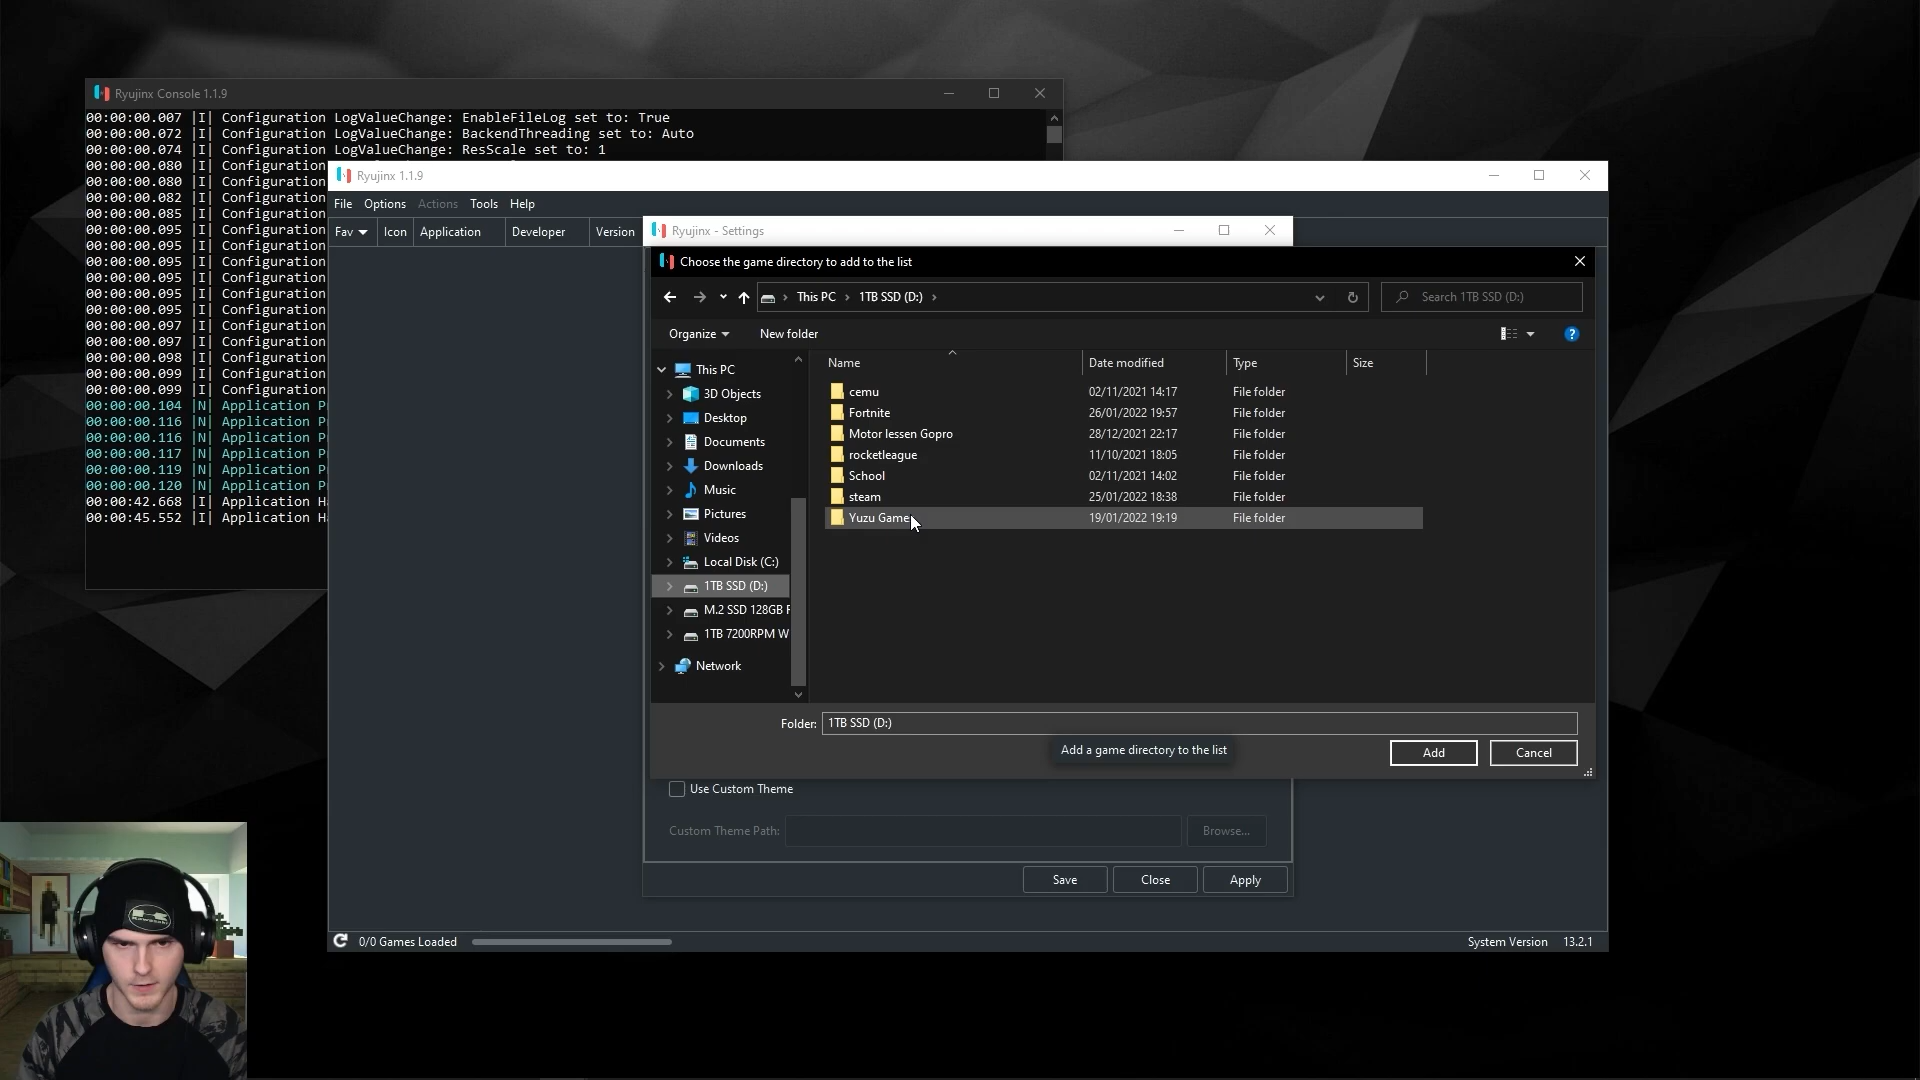 Ryujinx Console 1.1.9
00:00:00.007 |I| Configuration LogValueChange: EnableFileLog set to: True
00:00:00.072 |I| Configuration LogValueChange: BackendThreading set to: Auto
00:00:00.074 |I| Configuration LogValueChange: ResScale set to: 1
00:00:00.080 |I| Configuration
00:00:00.080 |I| Configuration
00:00:00.082 |I| Configuration
00:00:00.085 |I| Configuration
00:00:00.095 |I| Configuration
00:00:00.095 |I| Configuration
00:00:00.095 |I| Configuration
00:00:00.095 |I| Configuration
00:00:00.095 |I| Configuration
00:00:00.095 |I| Configuration
00:00:00.097 |I| Configuration
00:00:00.097 |I| Configuration
00:00:00.098 |I| Configuration
00:00:00.099 |I| Configuration
00:00:00.099 |I| Configuration
00:00:00.104 |N| Application P
00:00:00.116 |N| Application P
00:00:00.116 |N| Application P
00:00:00.117 |N| Application P
00:00:00.119 |N| Application P
00:00:00.120 |N| Application P
00:00:42.668 |I| Application H
00:00:45.552 |I| Application H
Ryujinx 1.1.9
File Options Actions Tools Help
Fav Icon Application Developer Version
Ryujinx - Settings
Choose the game directory to add to the list
This PC 1TB SSD (D:)
Search 1TB SSD (D:)
Organize New folder
This PC
3D Objects
Desktop
Documents
Downloads
Music
Pictures
Videos
Local Disk (C:)
1TB SSD (D:)
M.2 SSD 128GB
1TB 7200RPM W
Network
Name Date modified Type Size
cemu 02/11/2021 14:17 File folder
Fortnite 26/01/2022 19:57 File folder
Motor lessen Gopro 28/12/2021 22:17 File folder
rocketleague 11/10/2021 18:05 File folder
School 02/11/2021 14:02 File folder
steam 25/01/2022 18:38 File folder
Yuzu Game 19/01/2022 19:19 File folder
Folder: 1TB SSD (D:)
Add a game directory to the list
Add Cancel
Use Custom Theme
Custom Theme Path: Browse...
Save Close Apply
0/0 Games Loaded
System Version 13.2.1